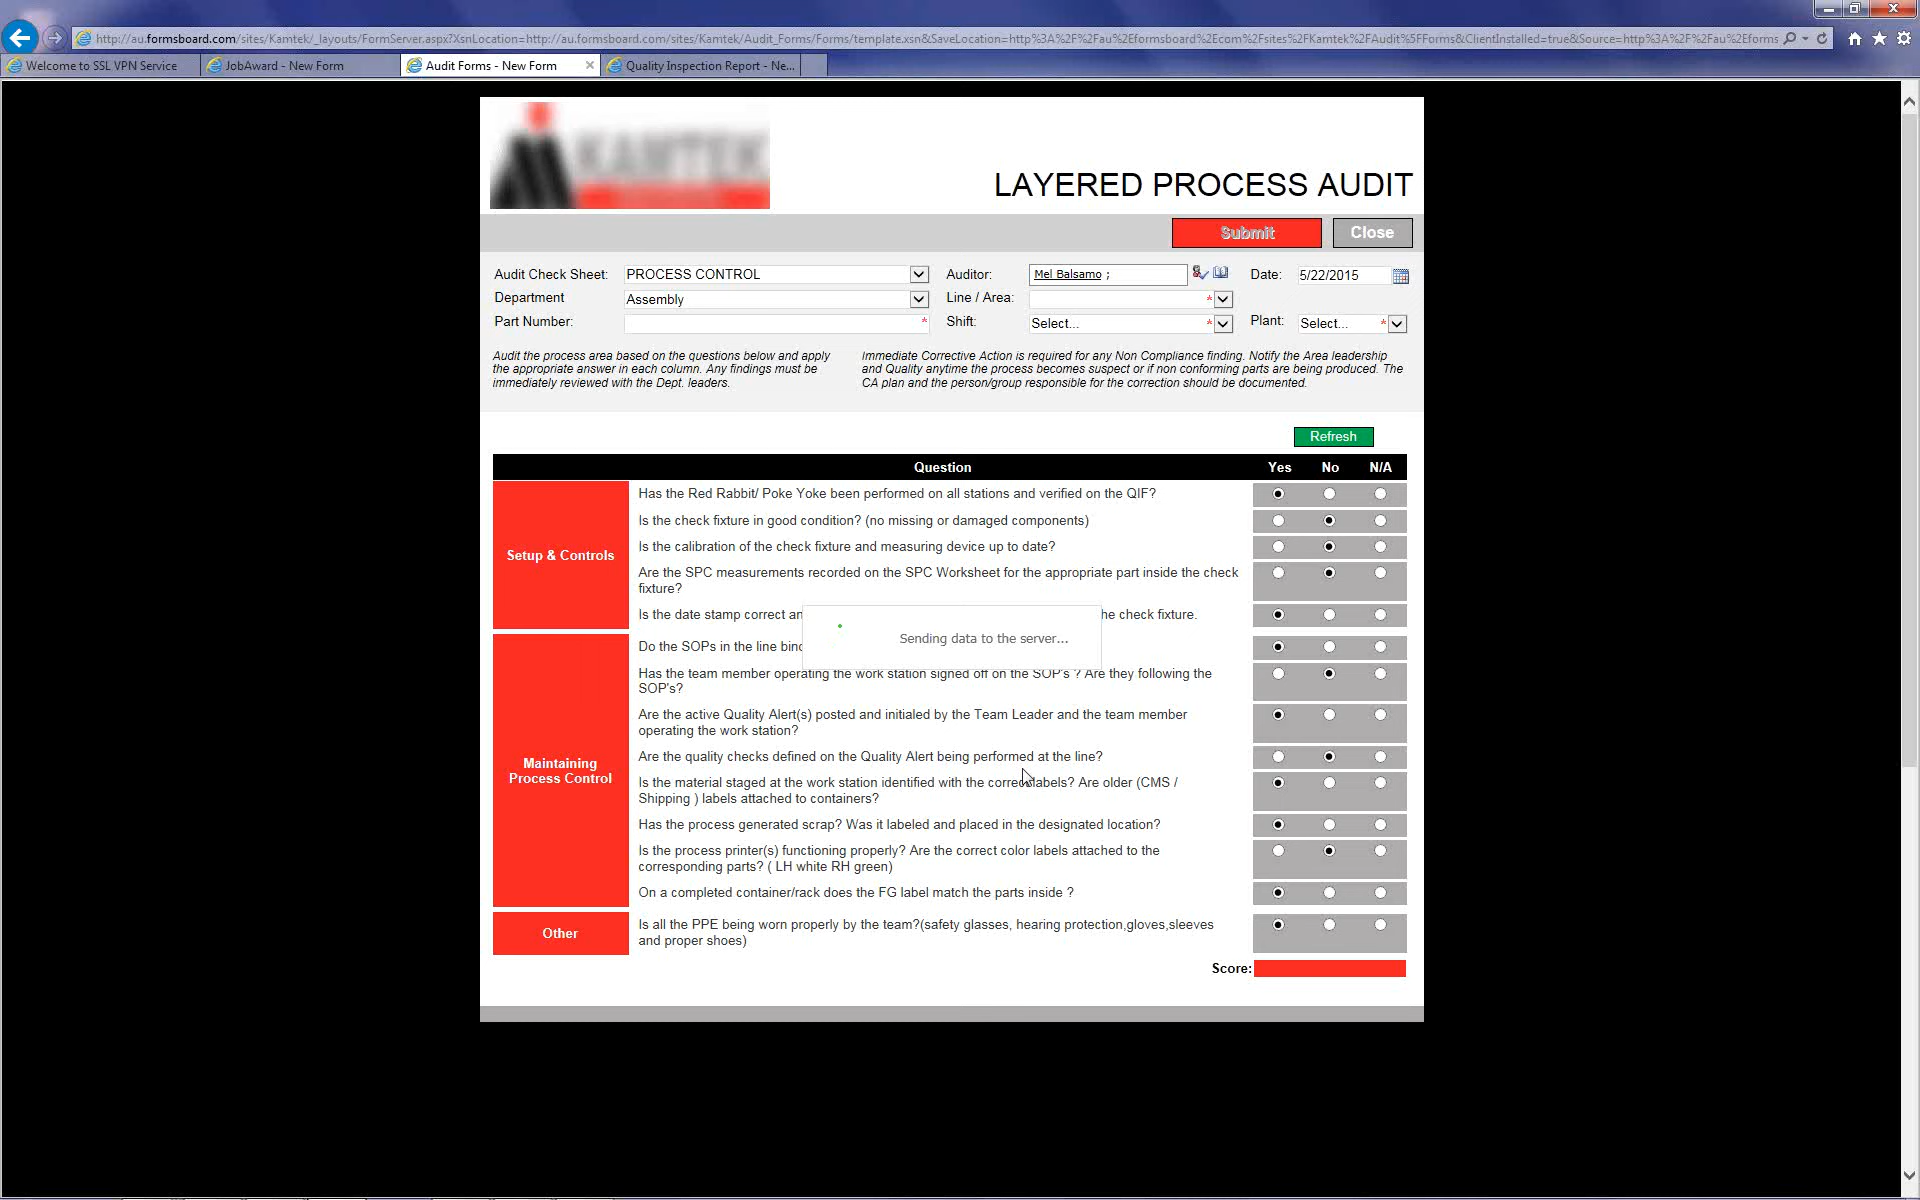 http://au.formsboard.com/sites/Kamtek/_layouts/FormServer.aspx?XsnLocation=http://au.formsboard.com/sites/Kamtek/Audit_Forms/Forms/template.xsn&SaveLocation=http%3A%2F%2Fau%2Eformsboard%2Ecom%2Fsites%2FKamtek%2FAudit%5FForms&ClientInstalled=true&Source=http%3A%2F%2Fau%2Eforms
Welcome to SSL VPN Service JobAward - New Form Audit Forms - New Form Quality Inspection Report - Ne...
KAMTEK
LAYERED PROCESS AUDIT
Submit Close
Audit Check Sheet: PROCESS CONTROL Auditor: Mel Balsamo ; Date: 5/22/2015
Department Assembly Line / Area: *
Part Number: * Shift: Select... * Plant: Select... *
Audit the process area based on the questions below and apply
the appropriate answer in each column. Any findings must be
immediately reviewed with the Dept. leaders.
Immediate Corrective Action is required for any Non Compliance finding. Notify the Area leadership
and Quality anytime the process becomes suspect or if non conforming parts are being produced. The
CA plan and the person/group responsible for the correction should be documented.
Refresh
Question Yes No N/A
Setup & Controls
Has the Red Rabbit/ Poke Yoke been performed on all stations and verified on the QIF?
Is the check fixture in good condition? (no missing or damaged components)
Is the calibration of the check fixture and measuring device up to date?
Are the SPC measurements recorded on the SPC Worksheet for the appropriate part inside the check
fixture?
Is the date stamp correct an he check fixture.
Sending data to the server...
Maintaining
Process Control
Do the SOPs in the line bind
Has the team member operating the work station signed off on the SOP's ? Are they following the
SOP's?
Are the active Quality Alert(s) posted and initialed by the Team Leader and the team member
operating the work station?
Are the quality checks defined on the Quality Alert being performed at the line?
Is the material staged at the work station identified with the correct labels? Are older (CMS /
Shipping ) labels attached to containers?
Has the process generated scrap? Was it labeled and placed in the designated location?
Is the process printer(s) functioning properly? Are the correct color labels attached to the
corresponding parts? ( LH white RH green)
On a completed container/rack does the FG label match the parts inside ?
Other
Is all the PPE being worn properly by the team?(safety glasses, hearing protection,gloves,sleeves
and proper shoes)
Score: